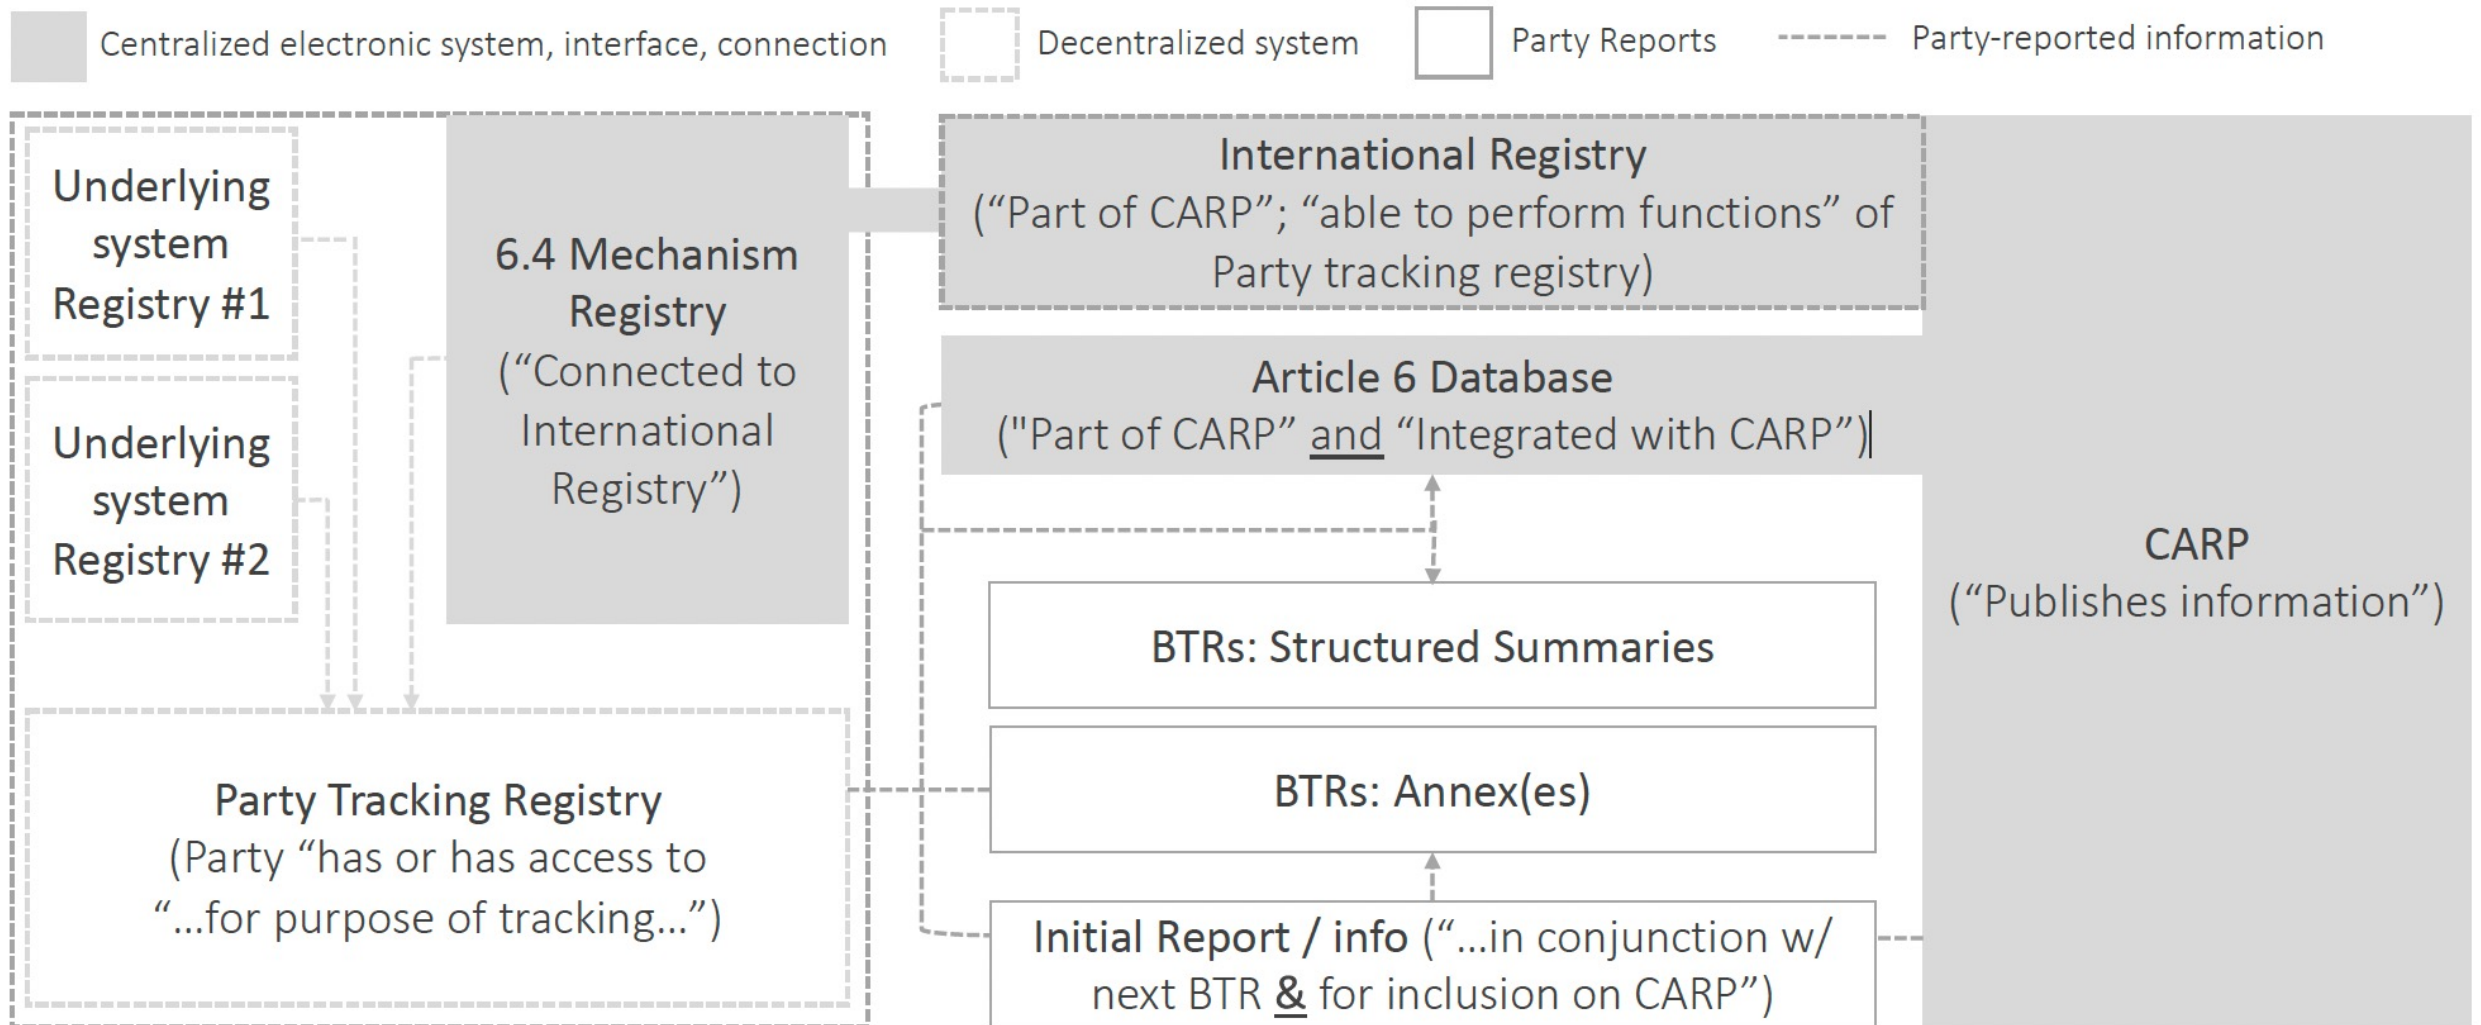 Centralized electronic system, interface, connection
Decentralized system
Party Reports
Party-reported information
Underlying
system
Registry #1
Underlying
system
Registry #2
6.4 Mechanism
Registry
(“Connected to
International
Registry”)
Party Tracking Registry
(Party “has or has access to
“...for purpose of tracking...”)
International Registry
(“Part of CARP”; “able to perform functions” of
Party tracking registry)
Article 6 Database
("Part of CARP” and “Integrated with CARP”)
BTRs: Structured Summaries
BTRs: Annex(es)
Initial Report / info (“...in conjunction w/
next BTR & for inclusion on CARP”)
CARP
(“Publishes information”)